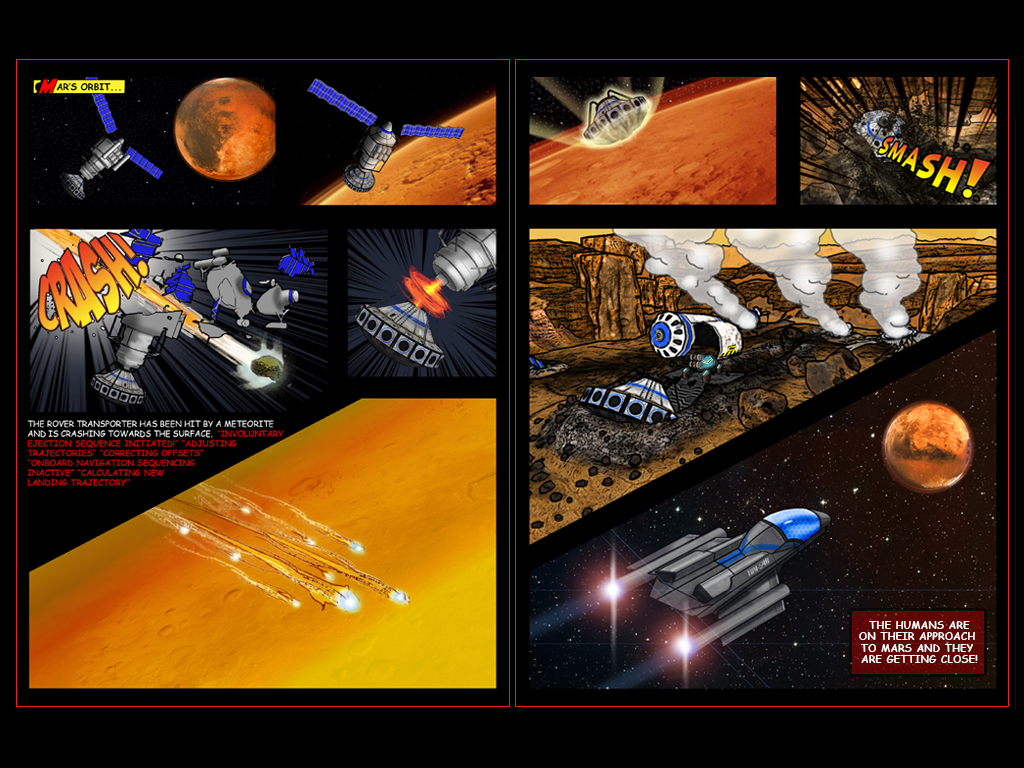 MAR'S ORBIT...
CRASH!
THE ROVER TRANSPORTER HAS BEEN HIT BY A METEORITE
AND IS CRASHING TOWARDS THE SURFACE. "INVOLUNTARY
EJECTION SEQUENCE INITIATED!" "ADJUSTING
TRAJECTORIES" "CORRECTING OFFSETS"
"ONBOARD NAVIGATION SEQUENCING
INACTIVE" "CALCULATING NEW
LANDING TRAJECTORY"
SMASH!
THE HUMANS ARE
ON THEIR APPROACH
TO MARS AND THEY
ARE GETTING CLOSE!